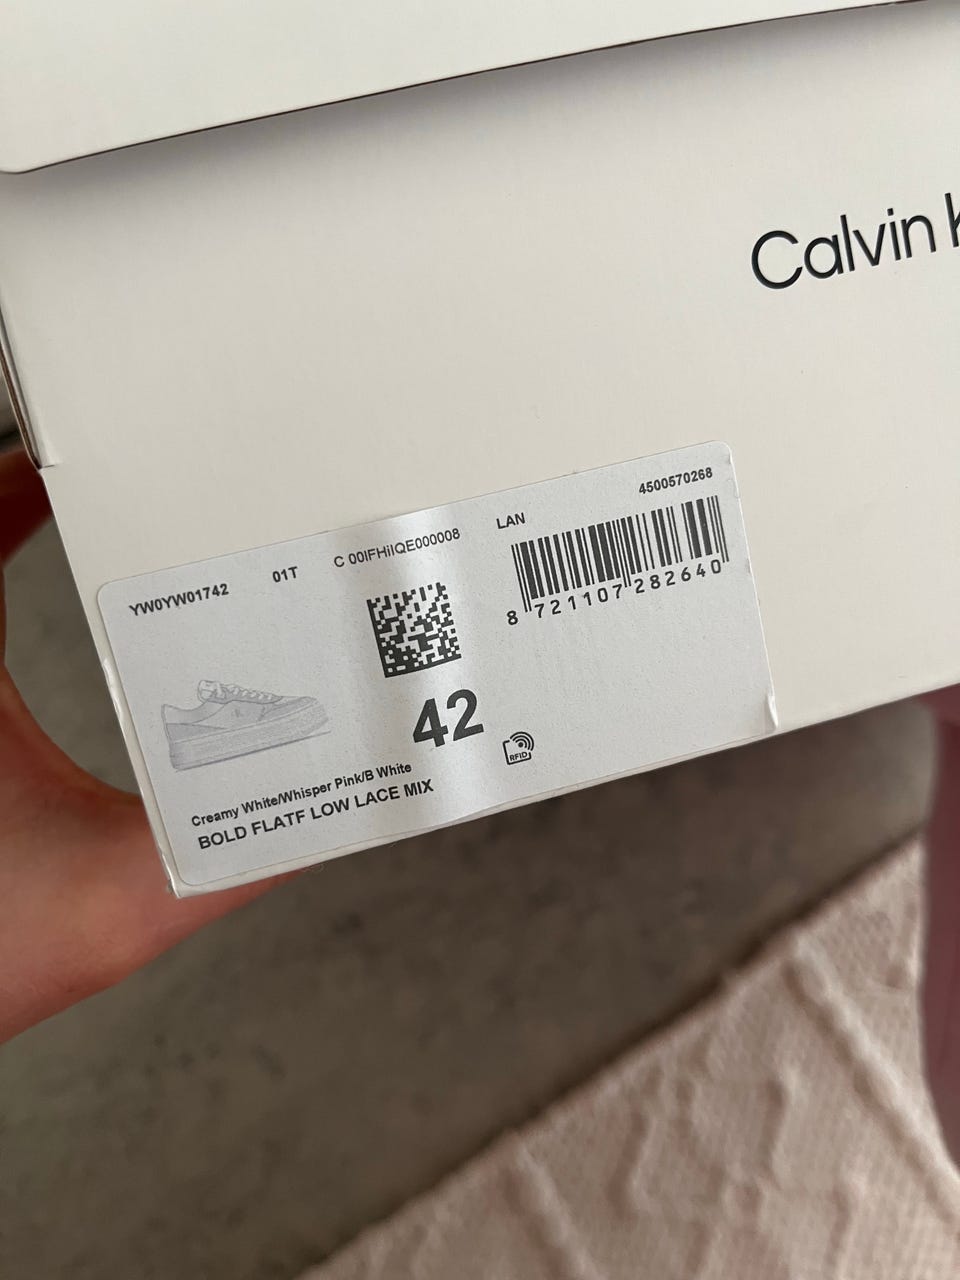 Calvin K
4500570268
YW0YW01742 01T C 00IFHiIQE000008 LAN
8 721107 282640
42
RFID
Creamy White/Whisper Pink/B White
BOLD FLATF LOW LACE MIX